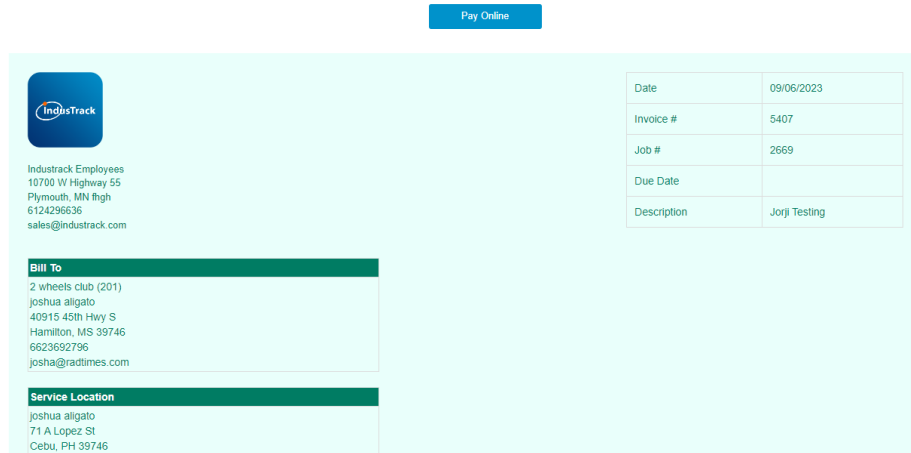 Pay Online
IndusTrack
Industrack Employees
10700 W Highway 55
Plymouth, MN fhgh
6124296636
sales@industrack.com
Date 09/06/2023
Invoice # 5407
Job # 2669
Due Date
Description Jorji Testing
Bill To
2 wheels club (201)
joshua aligato
40915 45th Hwy S
Hamilton, MS 39746
6623692796
josha@radtimes.com
Service Location
joshua aligato
71 A Lopez St
Cebu, PH 39746